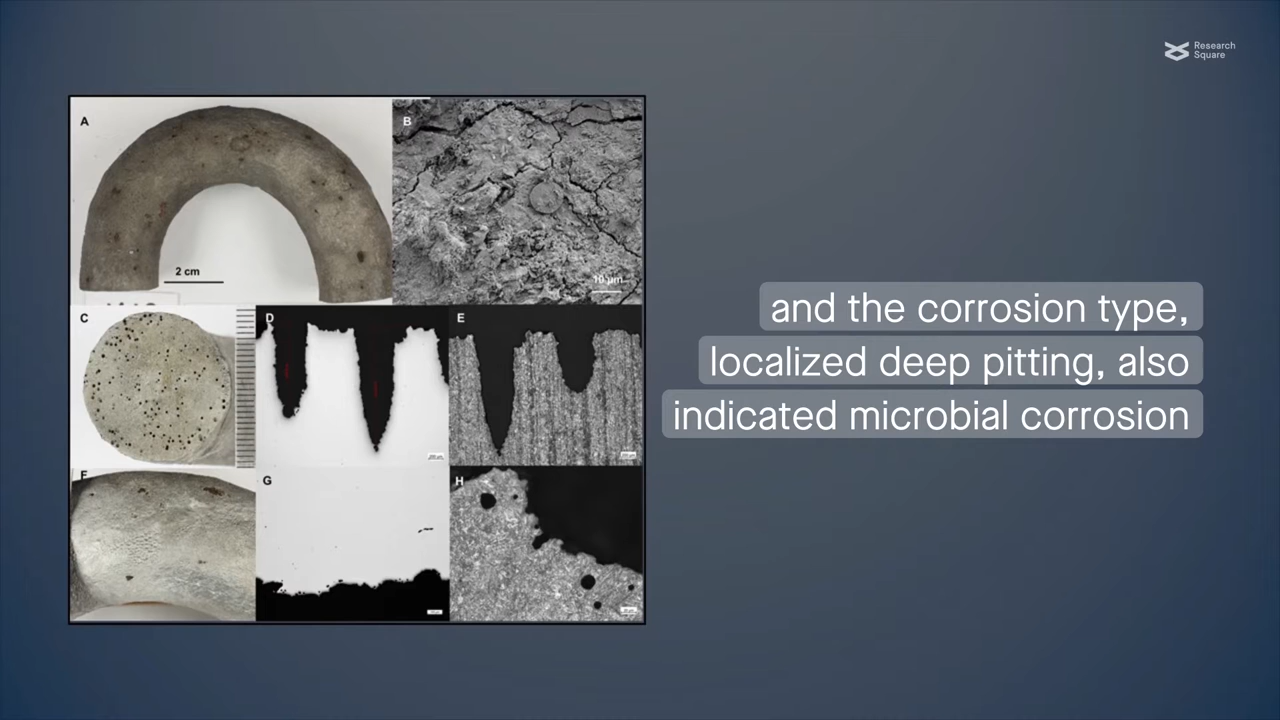 Research
Square
A
B
2 cm
10 µm
C
D
E
F
G
H
and the corrosion type,
localized deep pitting, also
indicated microbial corrosion